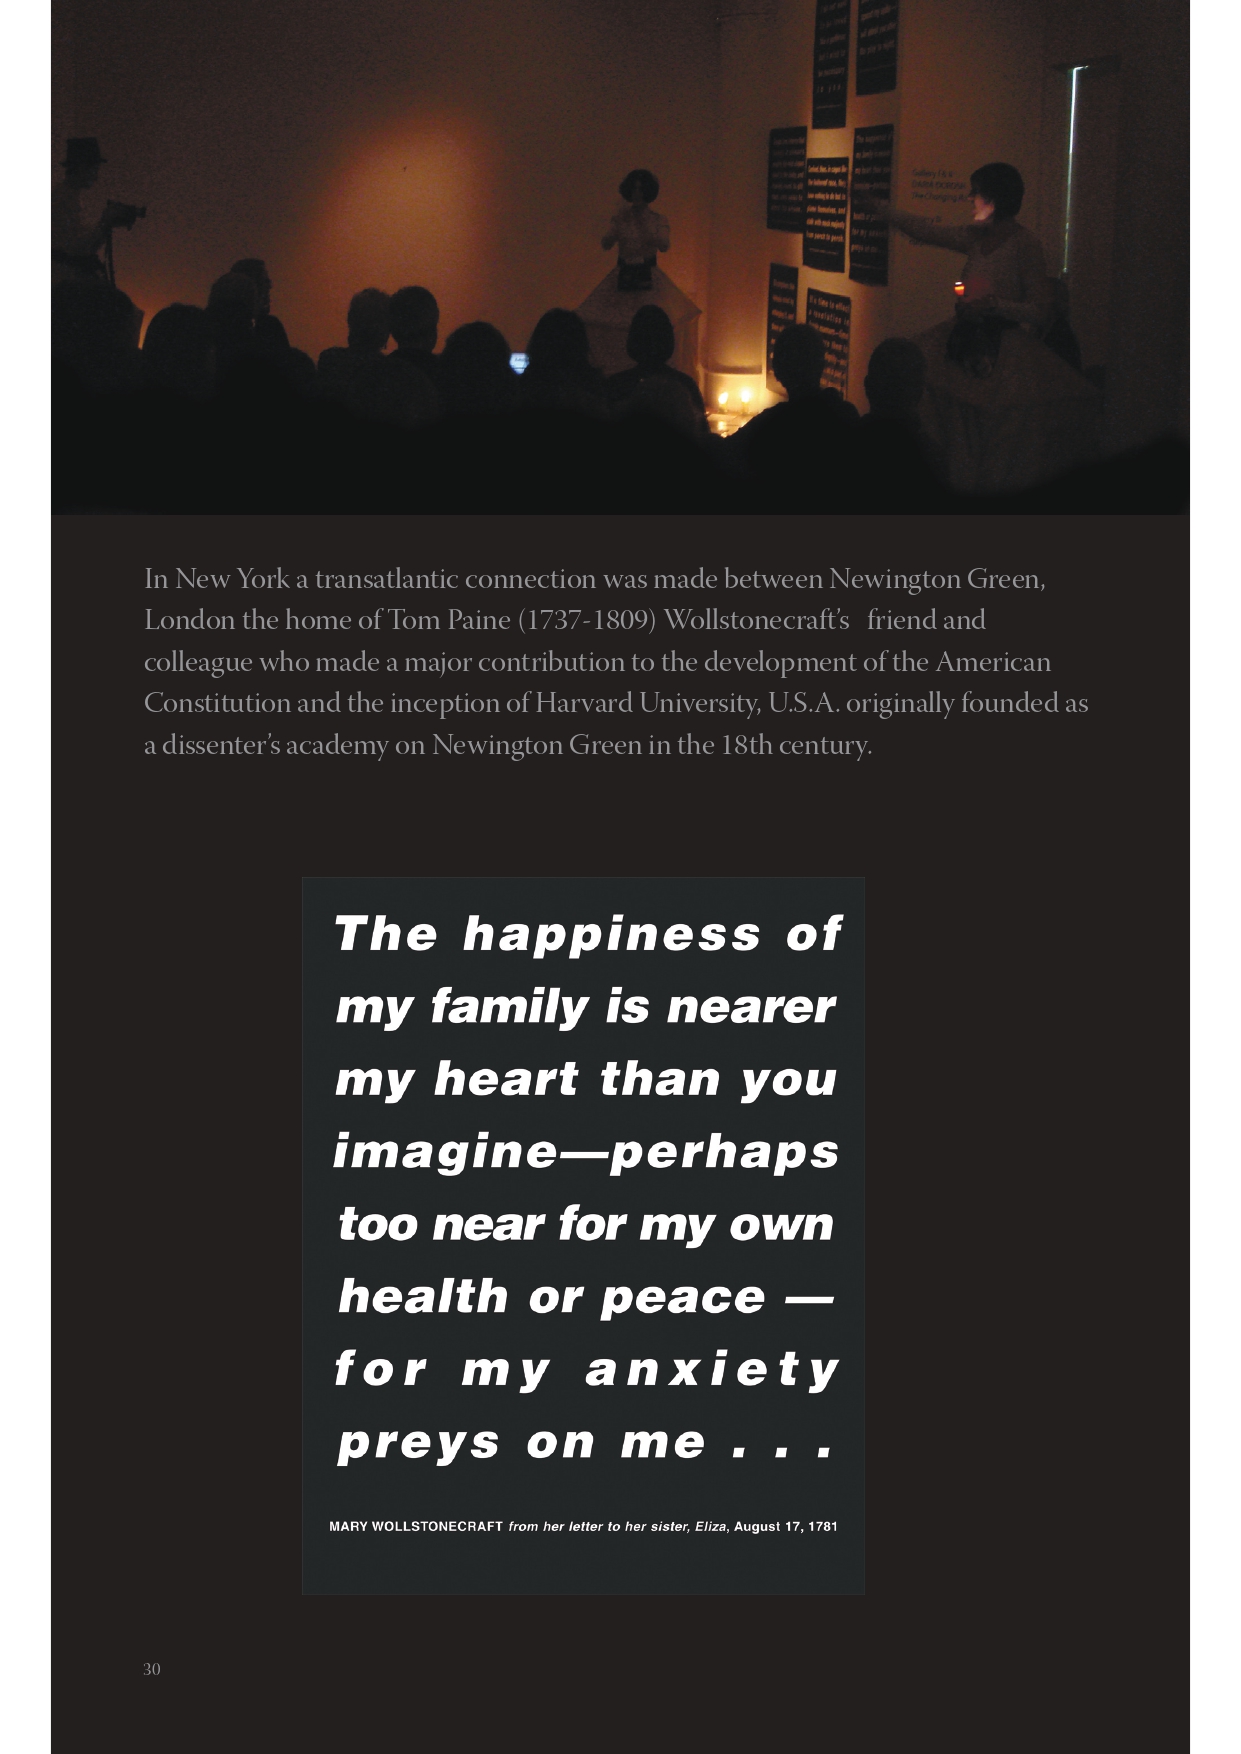 The happiness of
In New York a transatlantic connection was made between Newington Green,
London the home of Tom Paine (1737-1809) Wollstonecraft's friend and
colleague who made a major contribution to the development of the American
Constitution and the inception of Harvard University, U.S.A. originally founded as
a dissenter's academy on Newington Green in the 18th century.
The happiness of
my family is nearer
my heart than you
imagine—perhaps
too near for my own
health or peace —
for my anxiety
preys on me . . .
MARY WOLLSTONECRAFT from her letter to her sister, Eliza, August 17, 1781
30